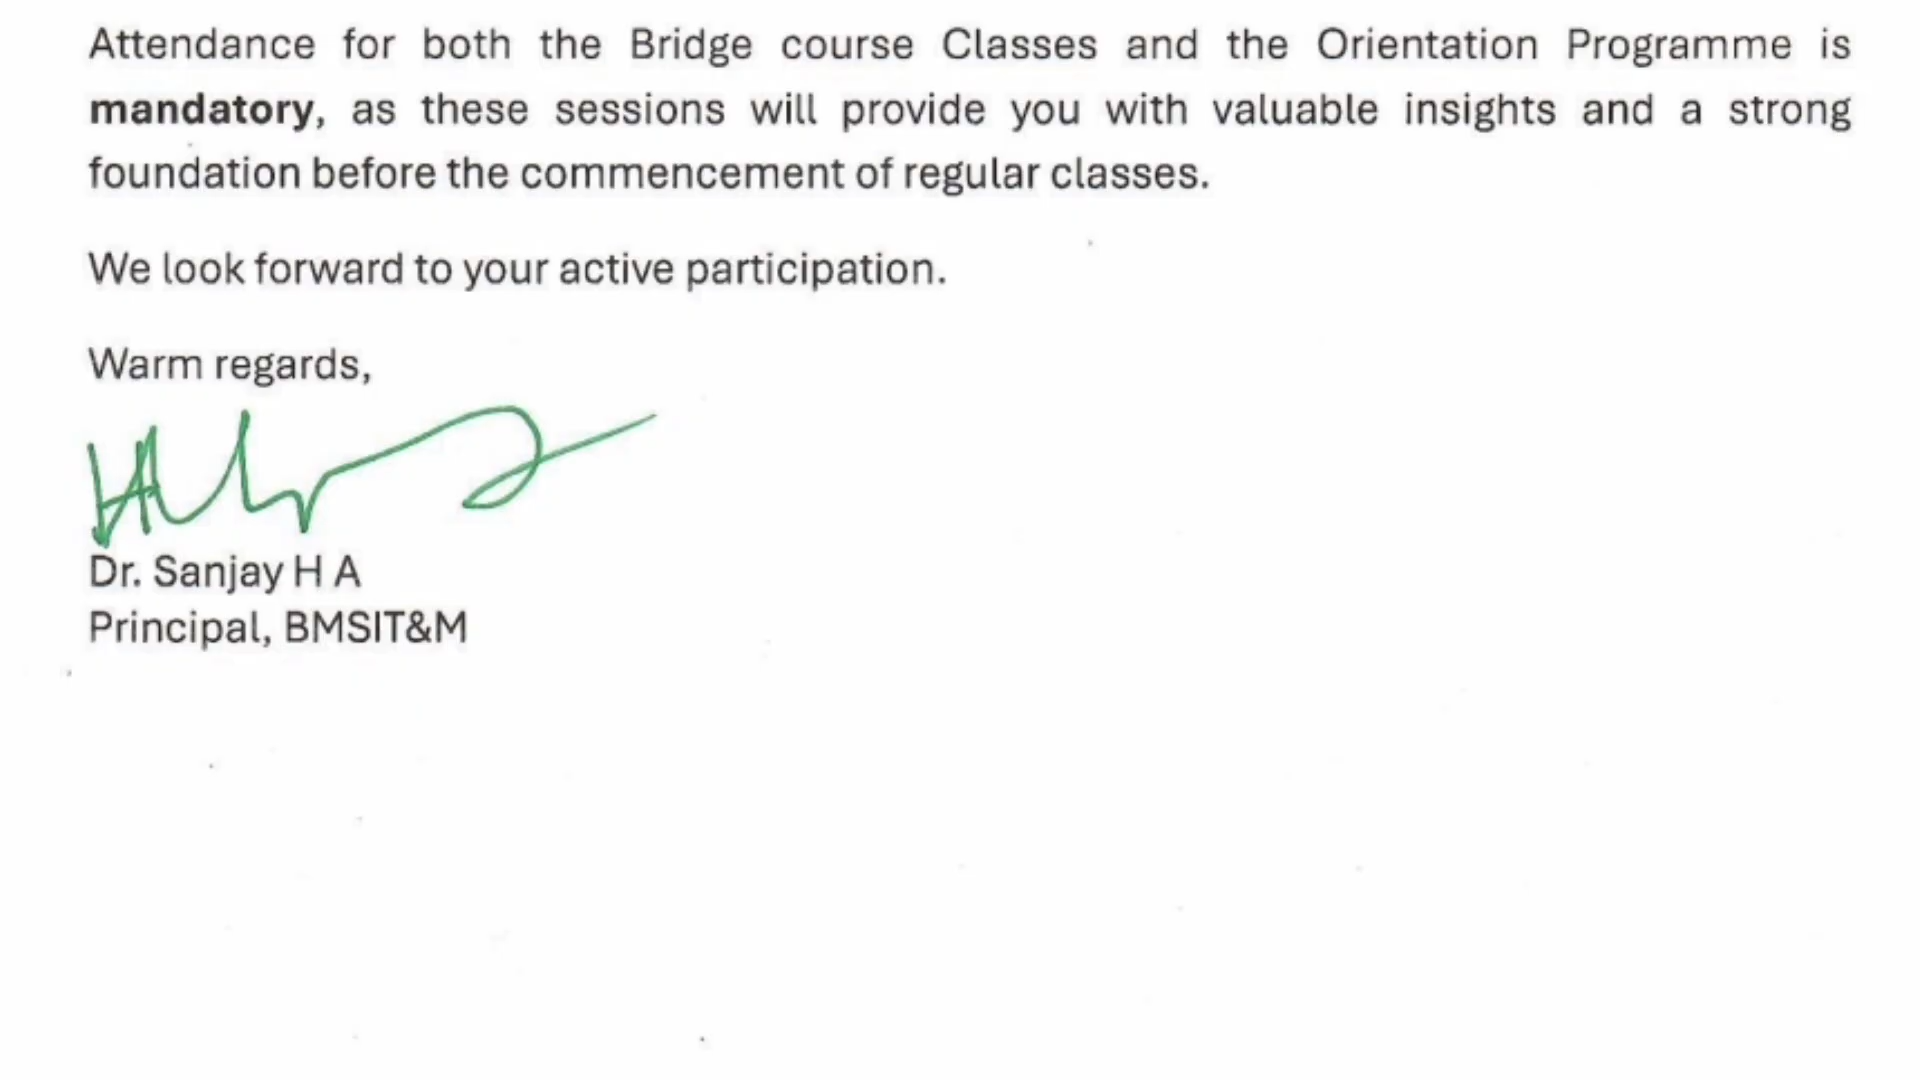 Attendance for both the Bridge course Classes and the Orientation Programme is
mandatory, as these sessions will provide you with valuable insights and a strong
foundation before the commencement of regular classes.
We look forward to your active participation.
Warm regards,
Dr. Sanjay H A
Principal, BMSIT&M